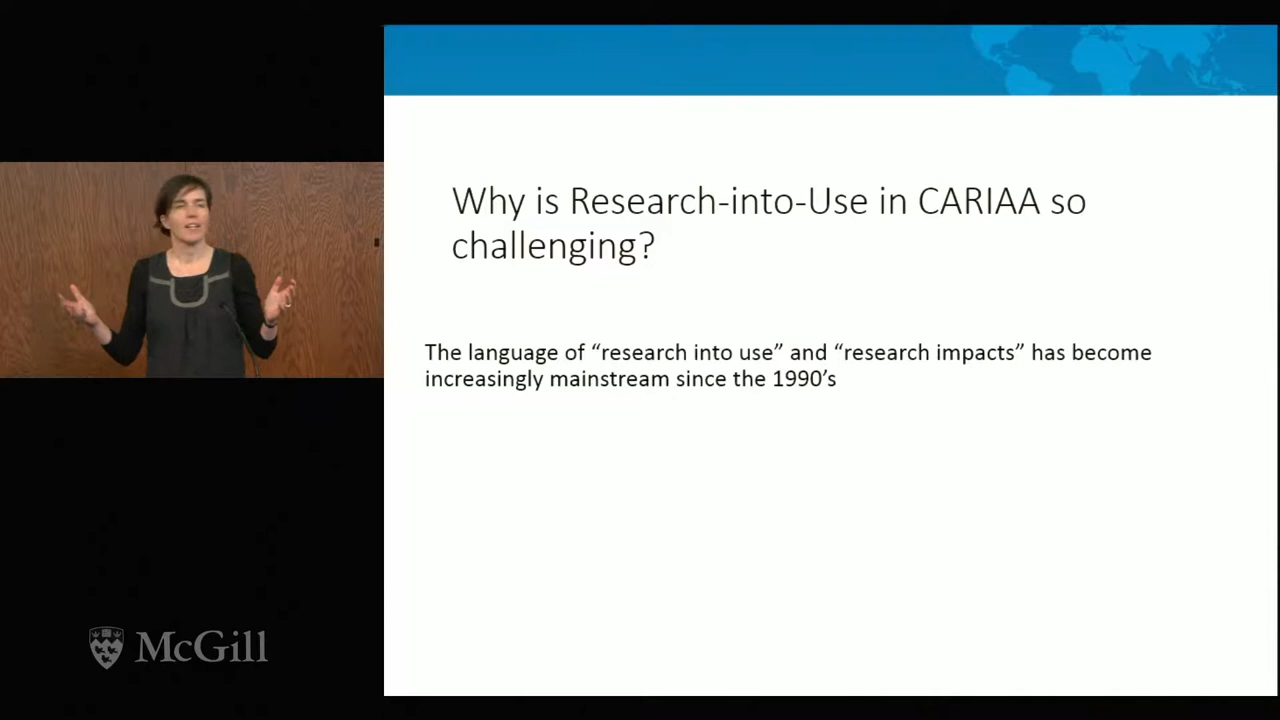 Why is Research-into-Use in CARIAA so
challenging?
The language of “research into use” and “research impacts” has become
increasingly mainstream since the 1990’s
McGill